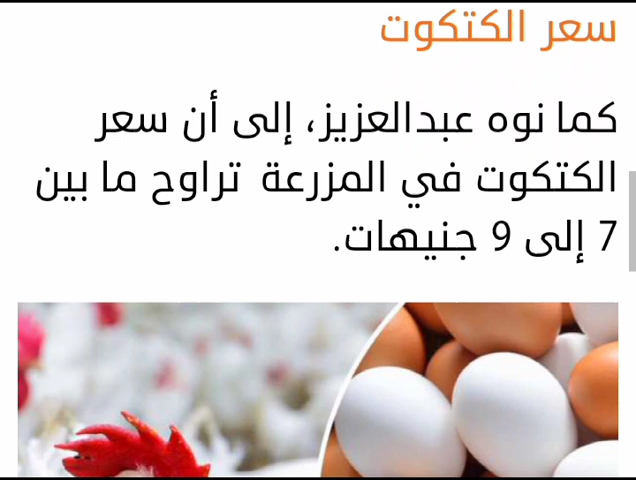 سعر الكتكوت
كما نوه عبدالعزيز، إلى أن سعر
الكتكوت في المزرعة تراوح ما بين
7 إلى 9 جنيهات.